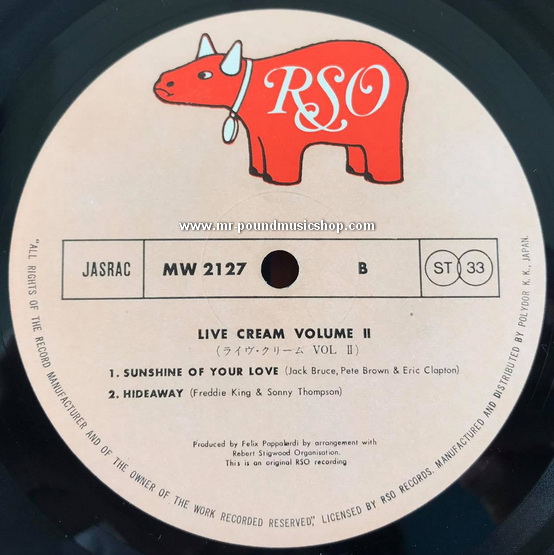 RSO
www.mr-poundmusicshop.com
JASRAC
MW 2127
B
ST 33
LIVE CREAM VOLUME II
(ライヴ・クリーム VOL II)
1. SUNSHINE OF YOUR LOVE (Jack Bruce, Pete Brown & Eric Clapton)
2. HIDEAWAY (Freddie King & Sonny Thompson)
Produced by Felix Pappalardi by arrangement with
Robert Stigwood Organisation.
This is an original RSO recording
"ALL RIGHTS OF THE RECORD MANUFACTURER AND OF THE OWNER OF THE WORK RECORDED RESERVED," LICENSED BY RSO RECORDS. MANUFACTURED AND DISTRIBUTED BY POLYDOR K.K., JAPAN.